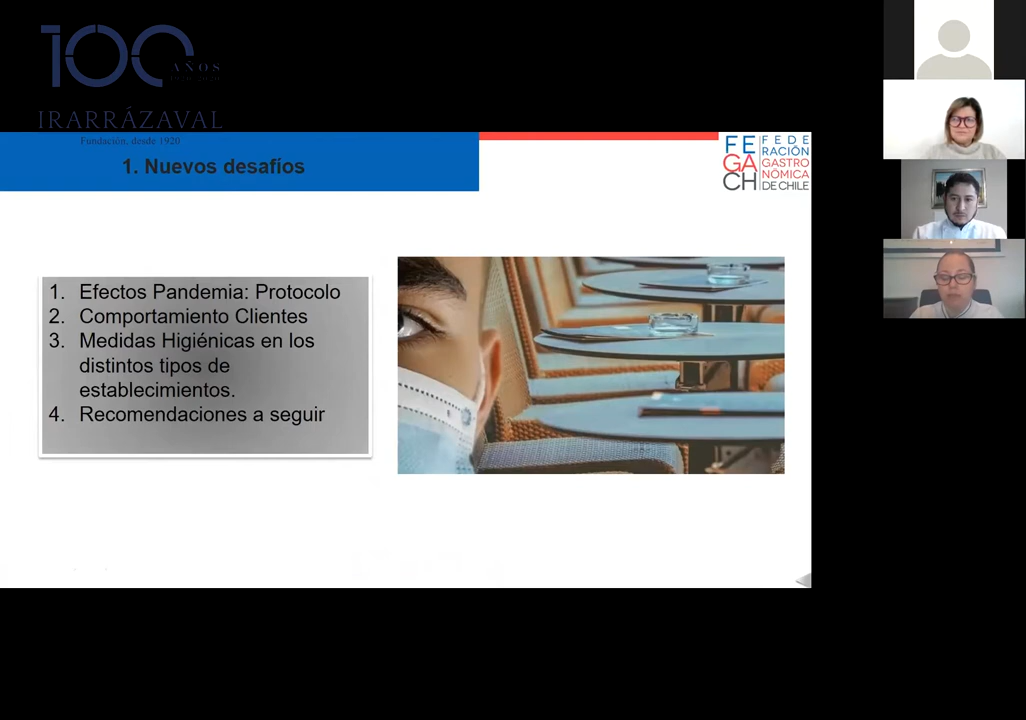 100
AÑOS
IRARRÁZAVAL
Fundación, desde 1920
1. Nuevos desafíos
FE
GA
CH
FEDE
RACIÓN
GASTRO
NÓMICA
DE CHILE
1. Efectos Pandemia: Protocolo
2. Comportamiento Clientes
3. Medidas Higiénicas en los
distintos tipos de
establecimientos.
4. Recomendaciones a seguir